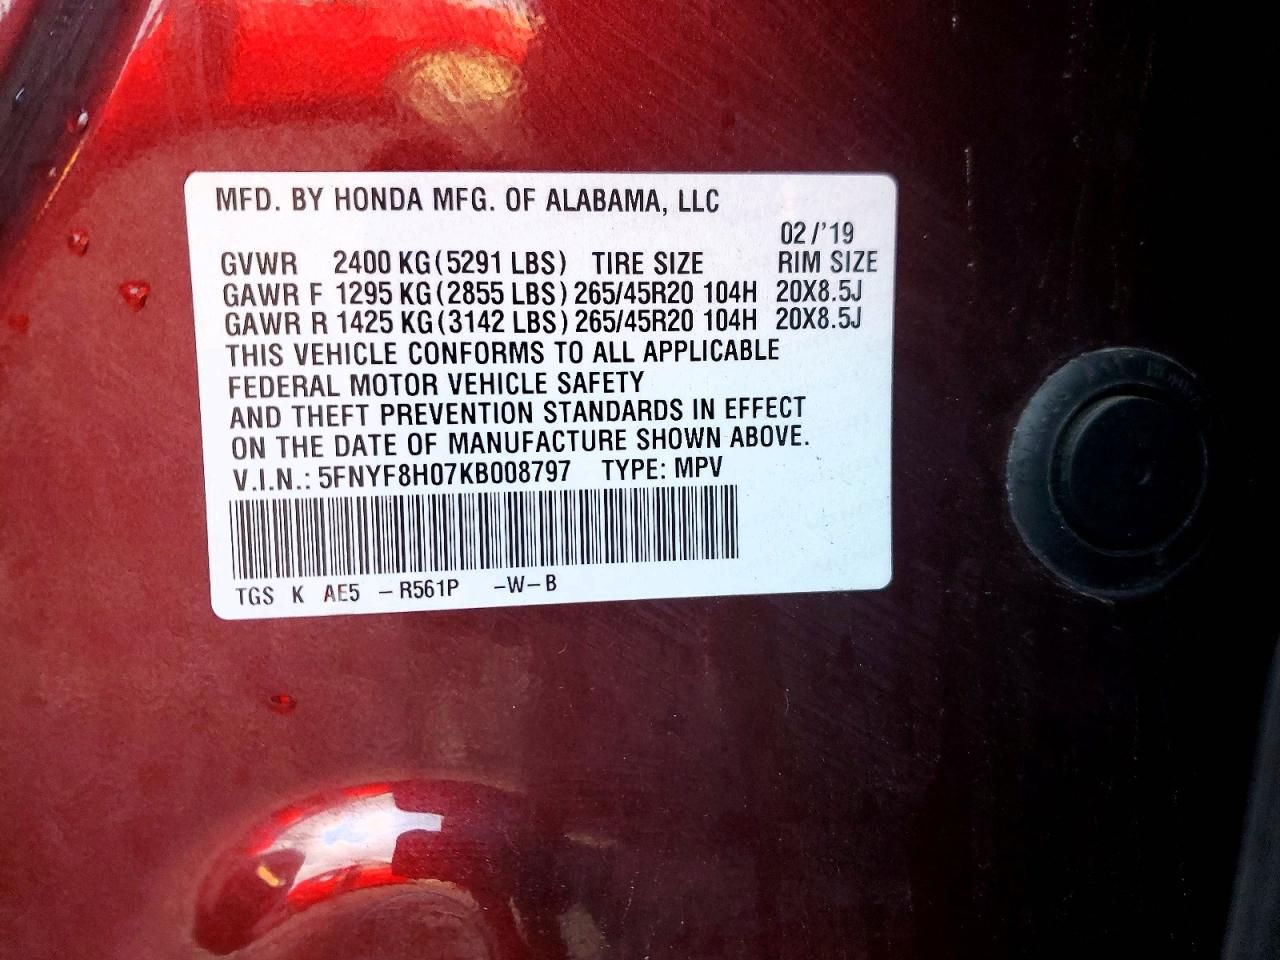 MFD. BY HONDA MFG. OF ALABAMA, LLC
02/'19
GVWR 2400 KG(5291 LBS) TIRE SIZE RIM SIZE
GAWR F 1295 KG(2855 LBS) 265/45R20 104H 20X8.5J
GAWR R 1425 KG(3142 LBS) 265/45R20 104H 20X8.5J
THIS VEHICLE CONFORMS TO ALL APPLICABLE
FEDERAL MOTOR VEHICLE SAFETY
AND THEFT PREVENTION STANDARDS IN EFFECT
ON THE DATE OF MANUFACTURE SHOWN ABOVE.
V.I.N.: 5FNYF8H07KB008797 TYPE: MPV
TGS K AE5 -R561P -W-B